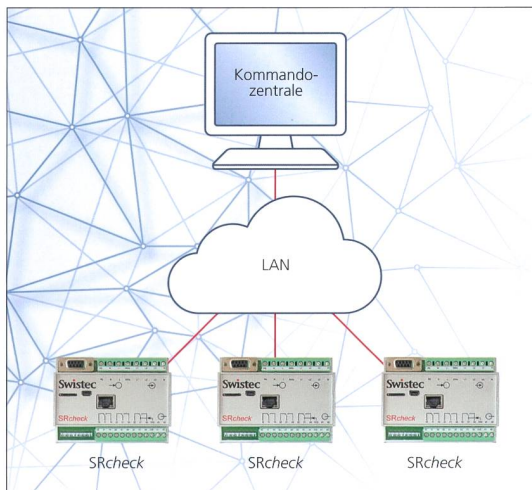 Kommando-
zentrale
LAN
Swistec
SRcheck
Swistec
SRcheck
Swistec
SRcheck
SRcheck
SRcheck
SRcheck